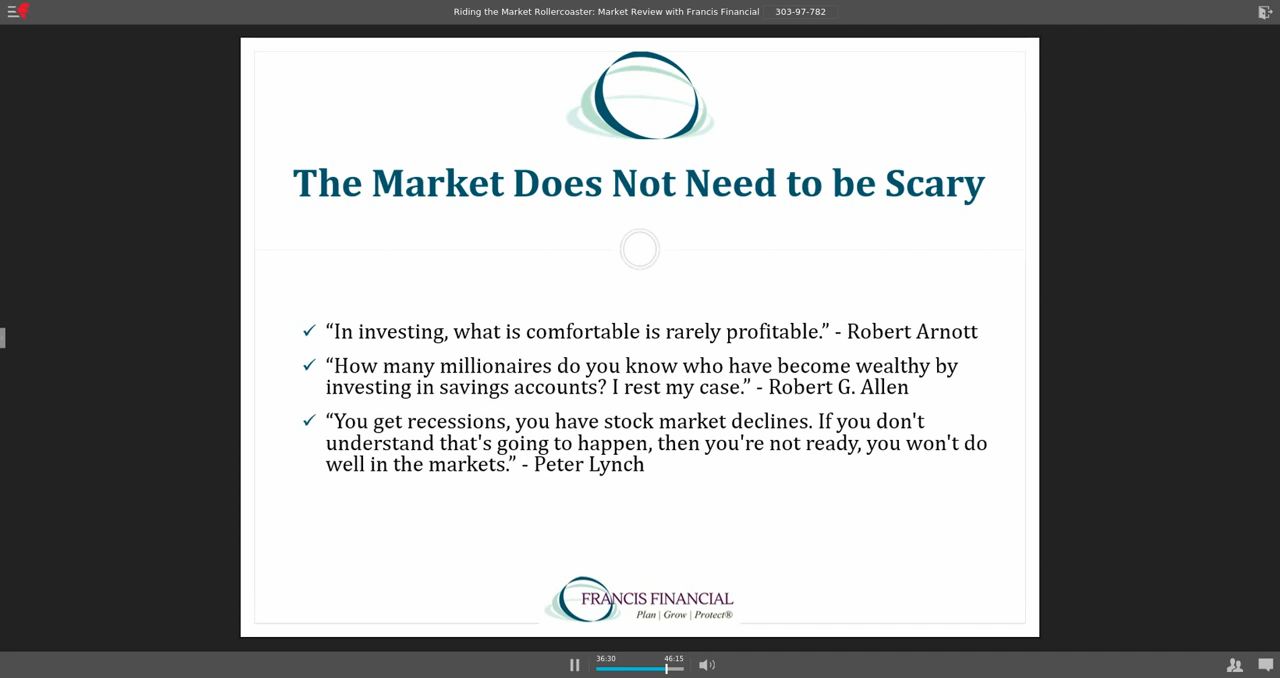 Riding the Market Rollercoaster: Market Review with Francis Financial 303-97-782
The Market Does Not Need to be Scary
“In investing, what is comfortable is rarely profitable.” - Robert Arnott
“How many millionaires do you know who have become wealthy by
investing in savings accounts? I rest my case.” - Robert G. Allen
“You get recessions, you have stock market declines. If you don't
understand that's going to happen, then you're not ready, you won't do
well in the markets.” - Peter Lynch
FRANCIS FINANCIAL
Plan | Grow | Protect®
36:30 46:15